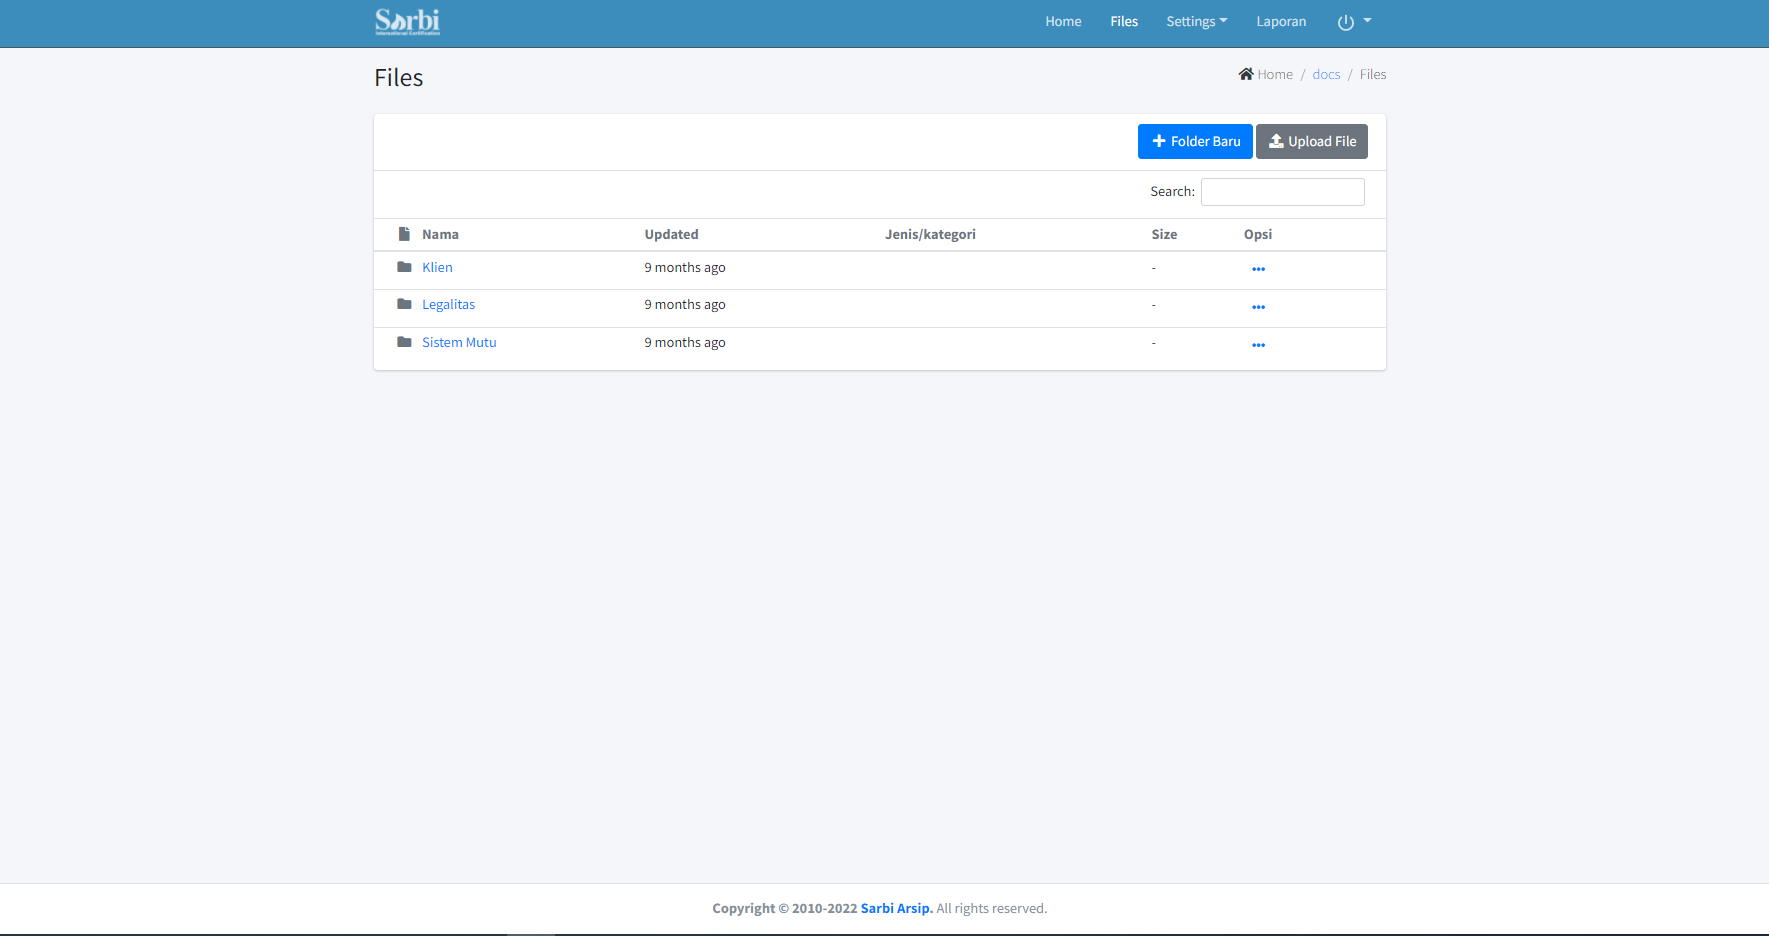 Sarbi
International Certification
Home Files Settings Laporan
Files
Home / docs / Files
Folder Baru Upload File
Search:
Nama Updated Jenis/kategori Size Opsi
Klien 9 months ago - •••
Legalitas 9 months ago - •••
Sistem Mutu 9 months ago - •••
Copyright © 2010-2022 Sarbi Arsip. All rights reserved.